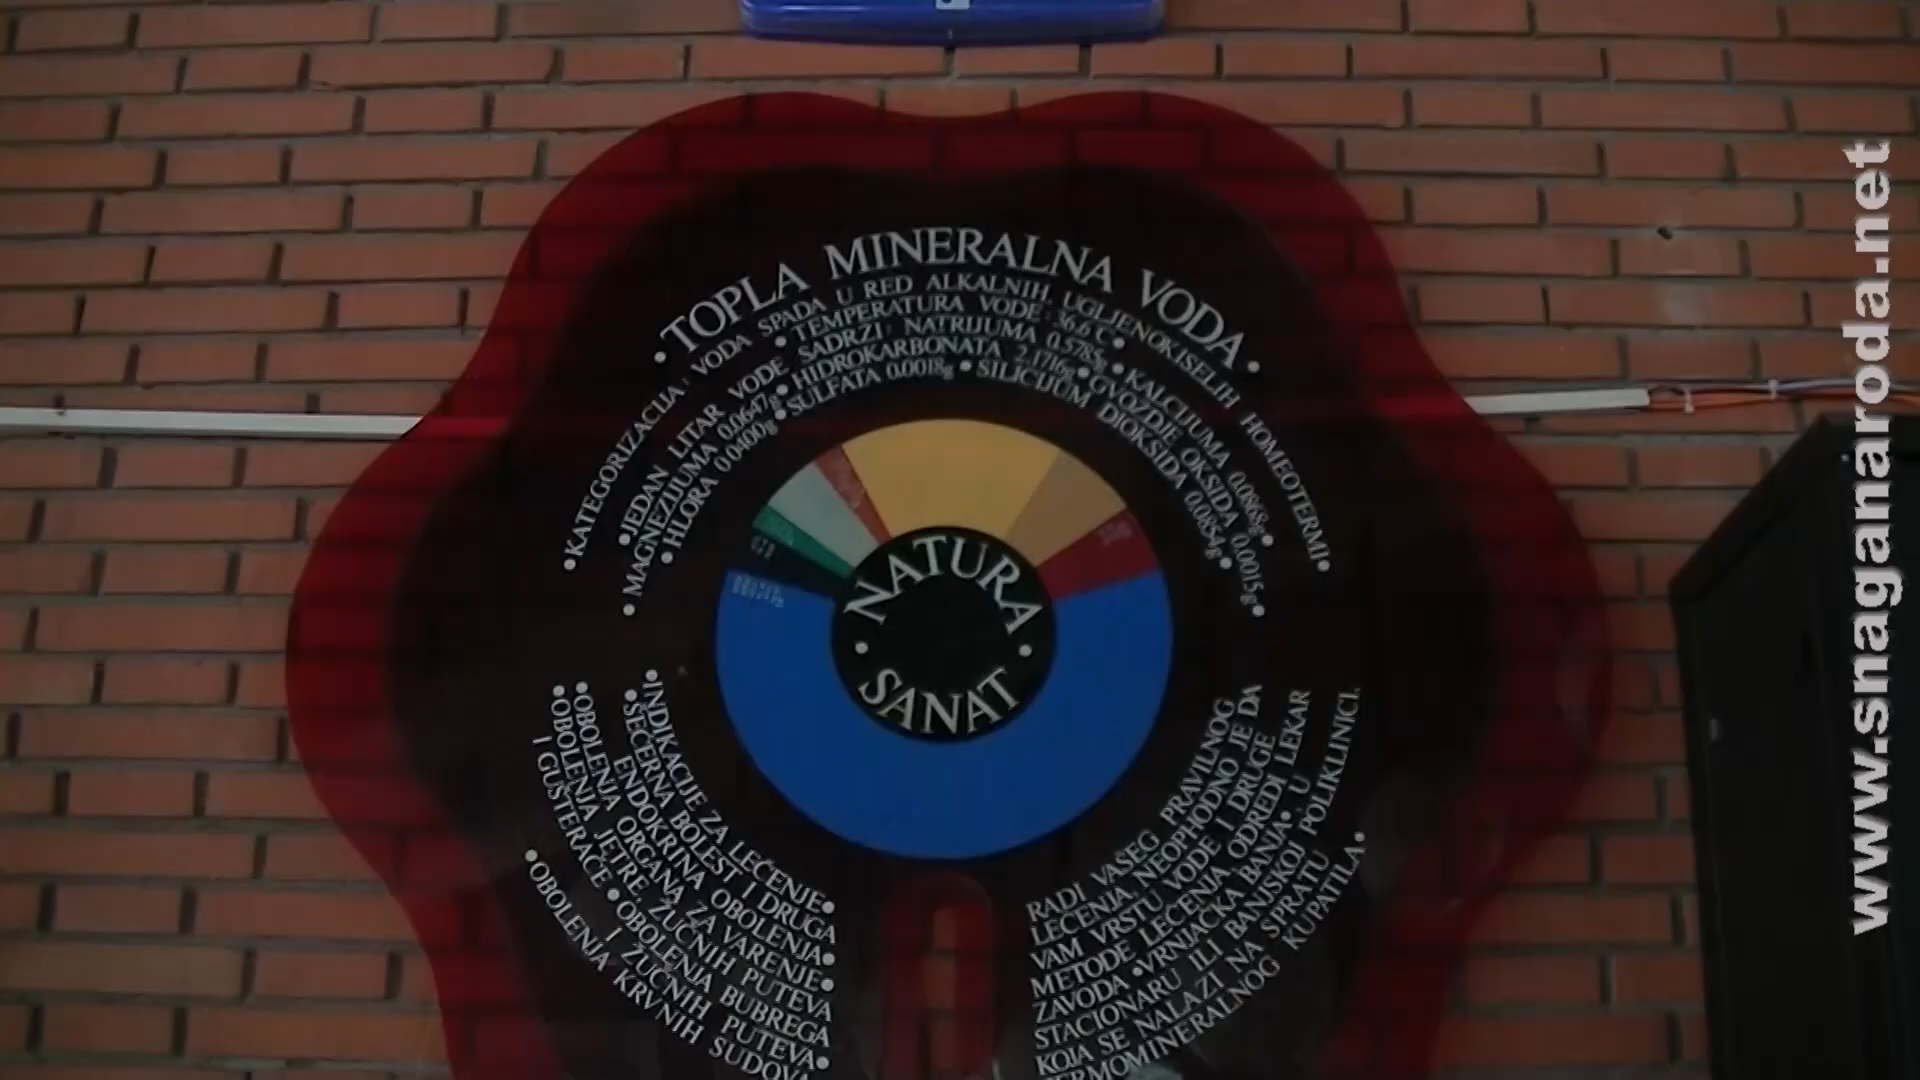 • TOPLA MINERALNA VODA •
• KATEGORIZACIJA: VODA SPADA U RED ALKALNIH, UGLJENOKISELIH HOMEOTERMI •
• JEDAN LITAR VODE SADRZI: NATRIJUMA 0.5785g • KALCIJUMA 0.0868g •
• TEMPERATURA VODE: 36.6 C •
• MAGNEZIJUMA 0.0647g • HIDROKARBONATA 2.1716g • GVOZDJE OKSIDA 0.0015g •
• HLORA 0.0400g • SULFATA 0.0018g • SILICIJUM DIOKSIDA 0.0854g •
NATURA
• SANAT •
• INDIKACIJE ZA LEČENJE •
• ŠEĆERNA BOLEST I DRUGA
ENDOKRINA OBOLENJA •
• OBOLENJA ORGANA ZA VARENJE •
• OBOLENJA JETRE, ŽUČNIH PUTEVA
I GUŠTERAČE • OBOLENJA BUBREGA
I ŽUČNIH PUTEVA •
• OBOLENJA KRVNIH SUDOVA
RADI VAŠEG PRAVILNOG
LEČENJA NEOPHODNO JE DA
VAM VRSTU VODE I DRUGE
METODE LEČENJA ODREDI LEKAR
ZAVODA • VRNJAČKA BANJA • U
STACIONARU ILI BANJSKOJ POLIKLINICI,
KOJA SE NALAZI NA SPRATU
TERMOMINERALNOG KUPATILA •
www.snaganaroda.net